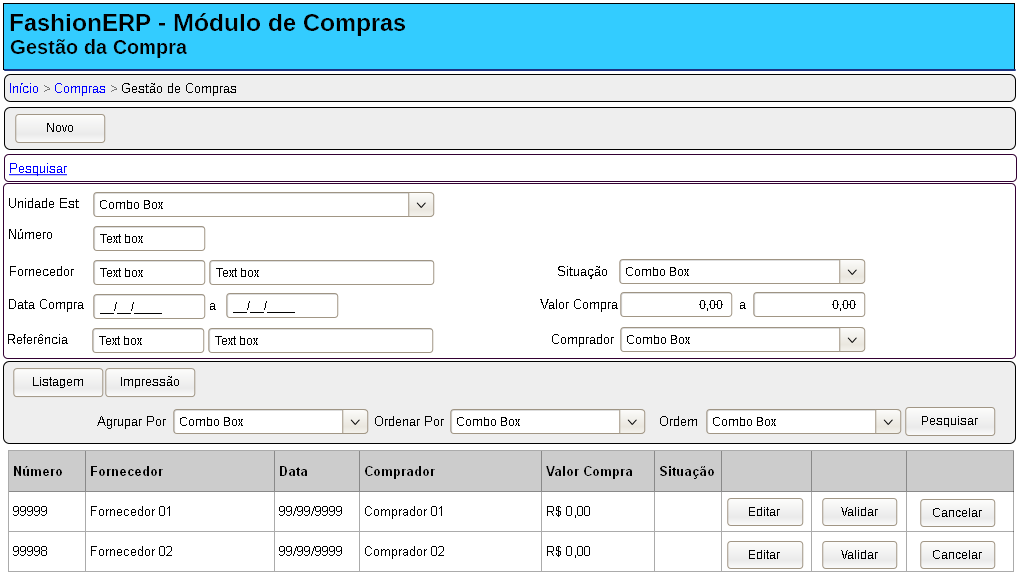 FashionERP - Módulo de Compras
Gestão da Compra
Início > Compras > Gestão de Compras
Novo
Pesquisar
Unidade Est Combo Box
Número Text box
Fornecedor Text box Text box Situação Combo Box
Data Compra __/__/____ a __/__/____ Valor Compra 0,00 a 0,00
Referência Text box Text box Comprador Combo Box
Listagem Impressão
Agrupar Por Combo Box Ordenar Por Combo Box Ordem Combo Box Pesquisar
Número Fornecedor Data Comprador Valor Compra Situação
99999 Fornecedor 01 99/99/9999 Comprador 01 R$ 0,00 Editar Validar Cancelar
99998 Fornecedor 02 99/99/9999 Comprador 02 R$ 0,00 Editar Validar Cancelar